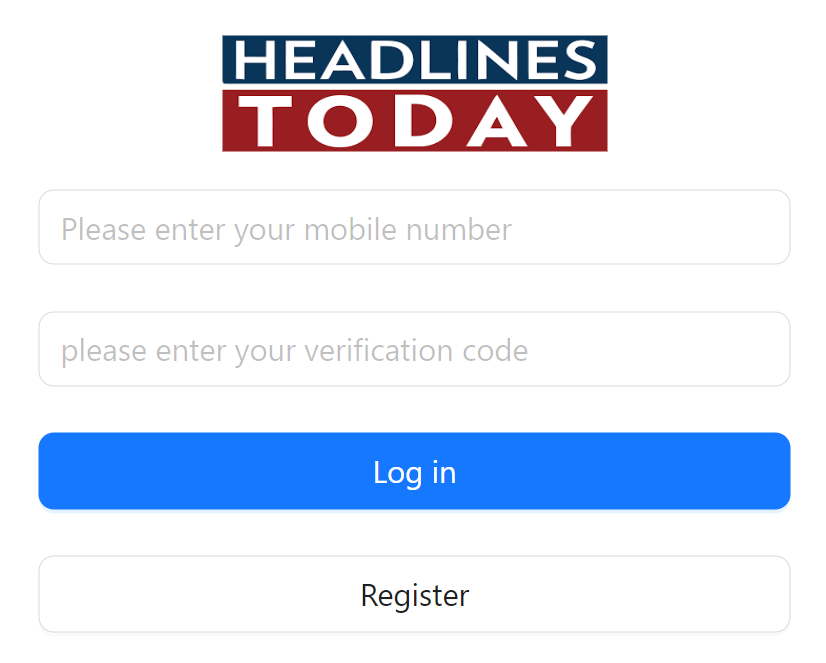 HEADLINES
TODAY
Please enter your mobile number
please enter your verification code
Log in
Register